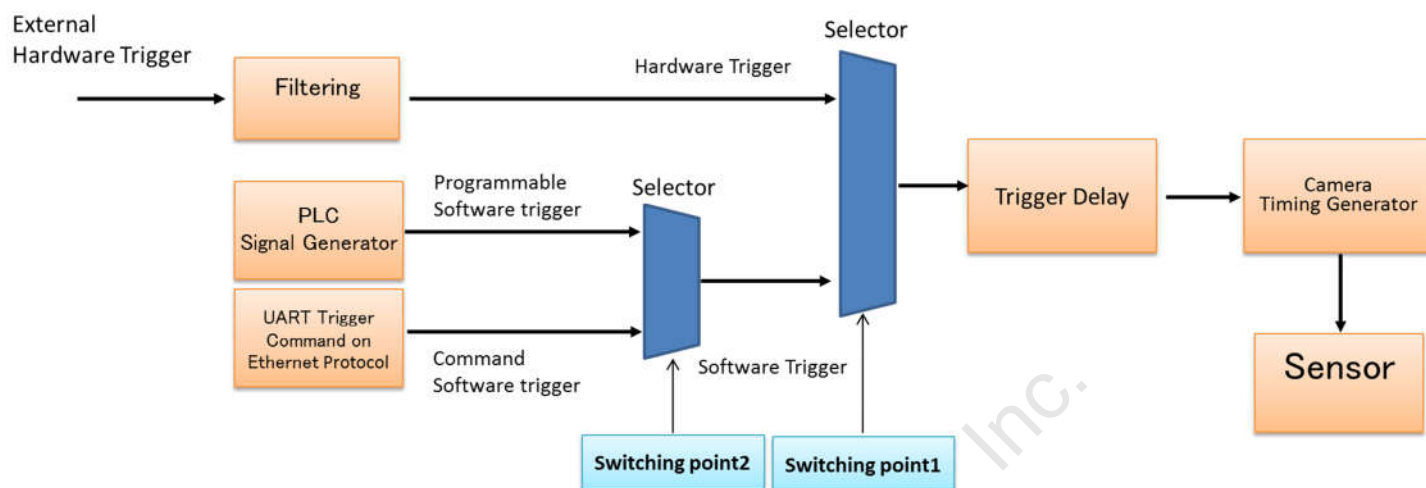 External
Hardware Trigger
Filtering
Hardware Trigger
Selector
PLC
Signal Generator
Programmable
Software trigger
Selector
UART Trigger
Command on
Ethernet Protocol
Command
Software trigger
Software Trigger
Trigger Delay
Camera
Timing Generator
Sensor
Switching point2
Switching point1
Inc.